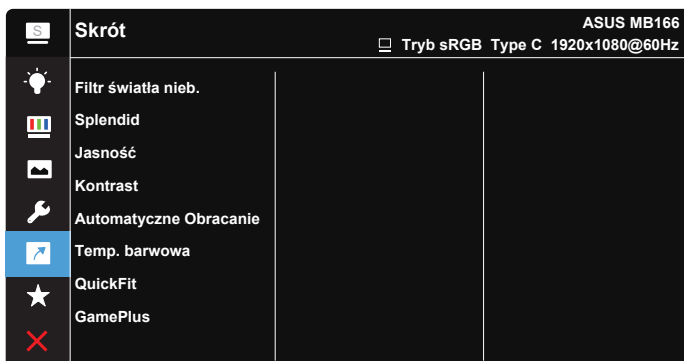 S
Skrót
ASUS MB166
Tryb sRGB Type C 1920x1080@60Hz
Filtr światła nieb.
Splendid
Jasność
Kontrast
Automatyczne Obracanie
Temp. barwowa
QuickFit
GamePlus